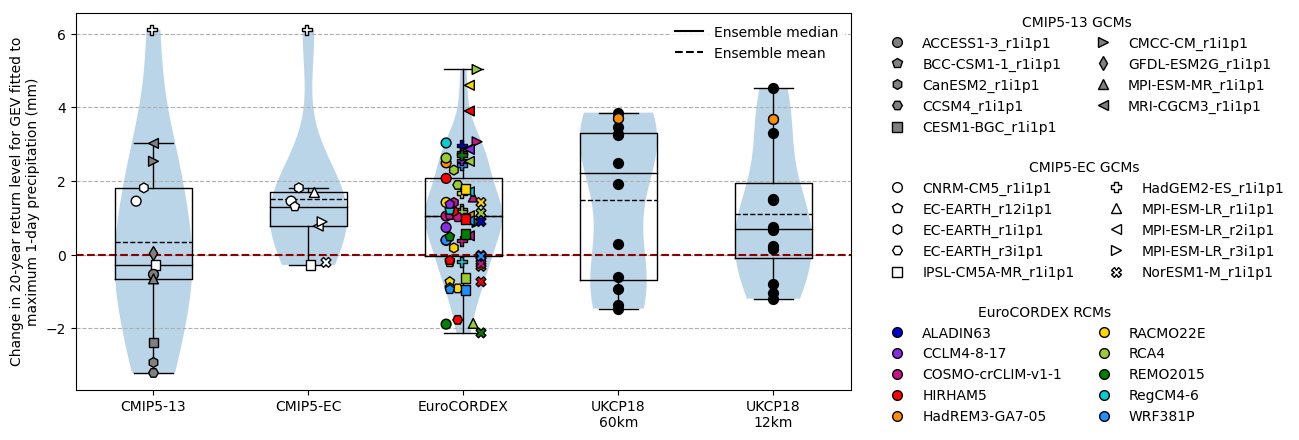 Change in 20-year return level for GEV fitted to
maximum 1-day precipitation (mm)
6
4
2
0
−2
Ensemble median
Ensemble mean
CMIP5-13
CMIP5-EC
EuroCORDEX
UKCP18
60km
UKCP18
12km
CMIP5-13 GCMs
ACCESS1-3_r1i1p1
BCC-CSM1-1_r1i1p1
CanESM2_r1i1p1
CCSM4_r1i1p1
CESM1-BGC_r1i1p1
CMCC-CM_r1i1p1
GFDL-ESM2G_r1i1p1
MPI-ESM-MR_r1i1p1
MRI-CGCM3_r1i1p1
CMIP5-EC GCMs
CNRM-CM5_r1i1p1
EC-EARTH_r12i1p1
EC-EARTH_r1i1p1
EC-EARTH_r3i1p1
IPSL-CM5A-MR_r1i1p1
HadGEM2-ES_r1i1p1
MPI-ESM-LR_r1i1p1
MPI-ESM-LR_r2i1p1
MPI-ESM-LR_r3i1p1
NorESM1-M_r1i1p1
EuroCORDEX RCMs
ALADIN63
CCLM4-8-17
COSMO-crCLIM-v1-1
HIRHAM5
HadREM3-GA7-05
RACMO22E
RCA4
REMO2015
RegCM4-6
WRF381P